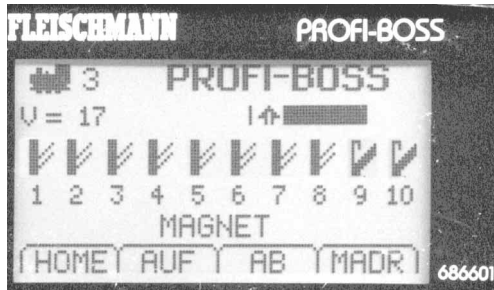 FLEISCHMANN PROFI-BOSS
3 PROFI-BOSS
V = 17
1 2 3 4 5 6 7 8 9 10
MAGNET
HOME AUF AB MADR
686601